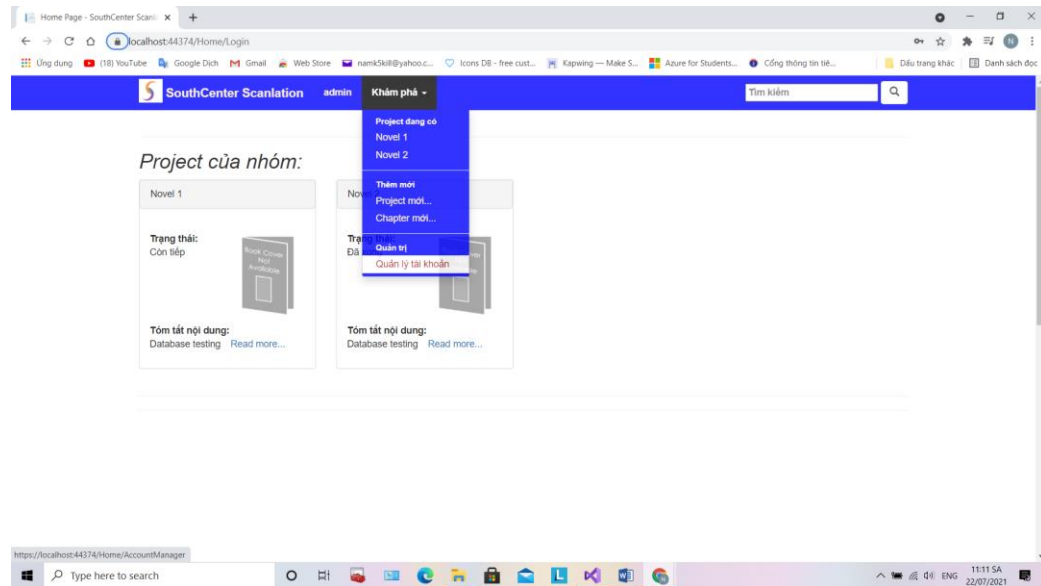 Home Page - SouthCenter Scanl
localhost:44374/Home/Login
Ứng dung (18) YouTube Google Dịch Gmail Web Store namk5kill@yahoo.c... Icons DB - free cust... Kapwing — Make S... Azure for Students... Cổng thông tin tiê... Dấu trang khác Danh sách đọc
SouthCenter Scanlation admin Khám phá Tìm kiếm
Project đang có
Novel 1
Novel 2
Project của nhóm:
Thêm mới
Project mới...
Chapter mới...
Quản trị
Quản lý tài khoản
Novel 1
Trạng thái:
Còn tiếp
Book Cover
Not
Available
Tóm tắt nội dung:
Database testing Read more...
Đã
Tóm tắt nội dung:
Database testing Read more...
https://localhost:44374/Home/AccountManager
Type here to search
ENG
11:11 SA
22/07/2021